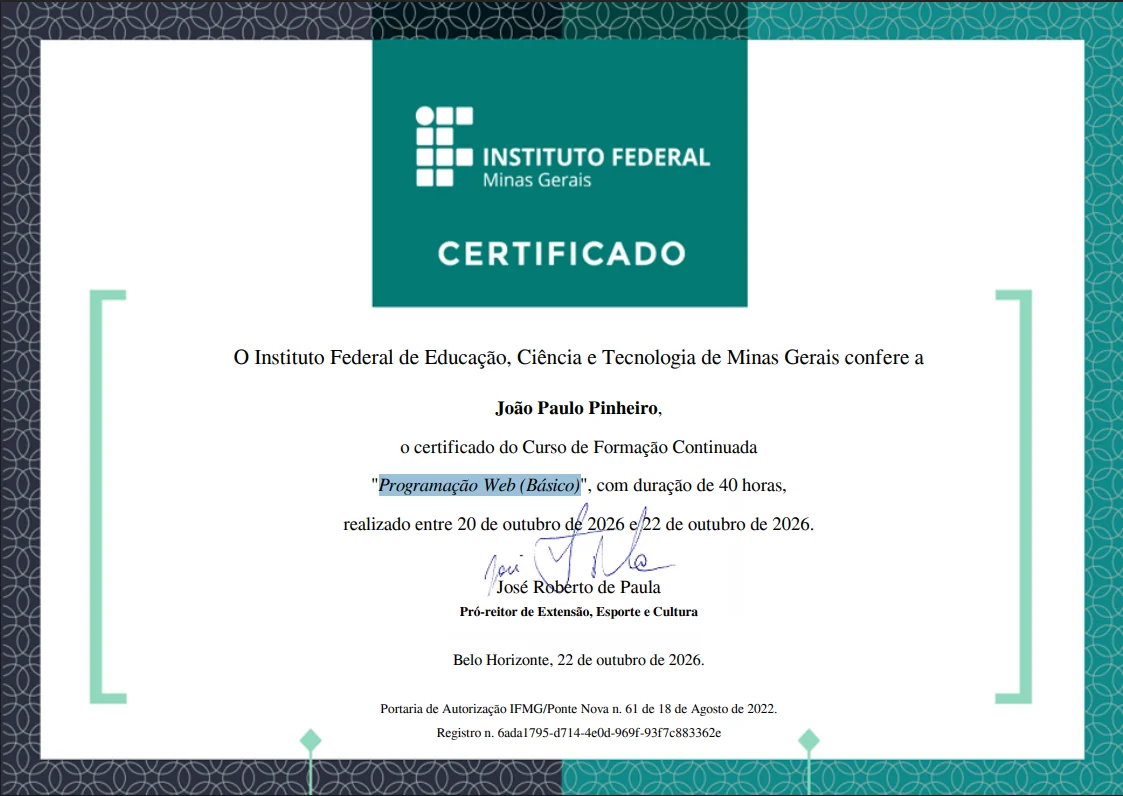 INSTITUTO FEDERAL
Minas Gerais
CERTIFICADO
O Instituto Federal de Educação, Ciência e Tecnologia de Minas Gerais confere a
João Paulo Pinheiro,
o certificado do Curso de Formação Continuada
"Programação Web (Básico)", com duração de 40 horas,
realizado entre 20 de outubro de 2026 e 22 de outubro de 2026.
José Roberto de Paula
Pró-reitor de Extensão, Esporte e Cultura
Belo Horizonte, 22 de outubro de 2026.
Portaria de Autorização IFMG/Ponte Nova n. 61 de 18 de Agosto de 2022.
Registro n. 6ada1795-d714-4e0d-969f-93f7c883362e